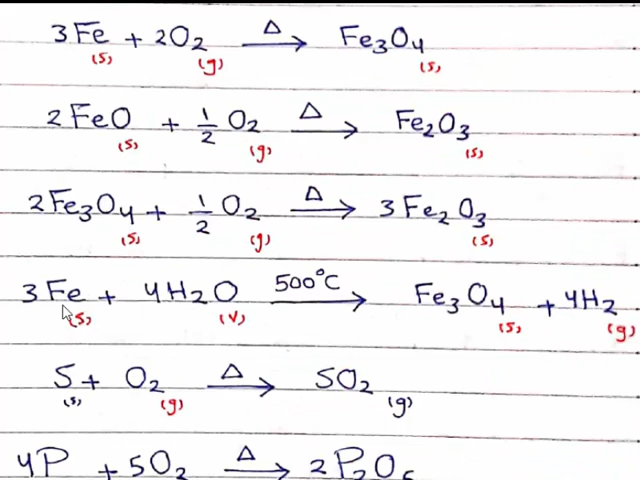 3Fe(s) + 2O₂(g) —Δ→ Fe₃O₄(s)
2FeO(s) + 1/2 O₂(g) —Δ→ Fe₂O₃(s)
2Fe₃O₄(s) + 1/2 O₂(g) —Δ→ 3Fe₂O₃(s)
3Fe(s) + 4H₂O(v) —500°C→ Fe₃O₄(s) + 4H₂(g)
S(s) + O₂(g) —Δ→ SO₂(g)
4P + 5O₂ —Δ→ 2P₂O₅